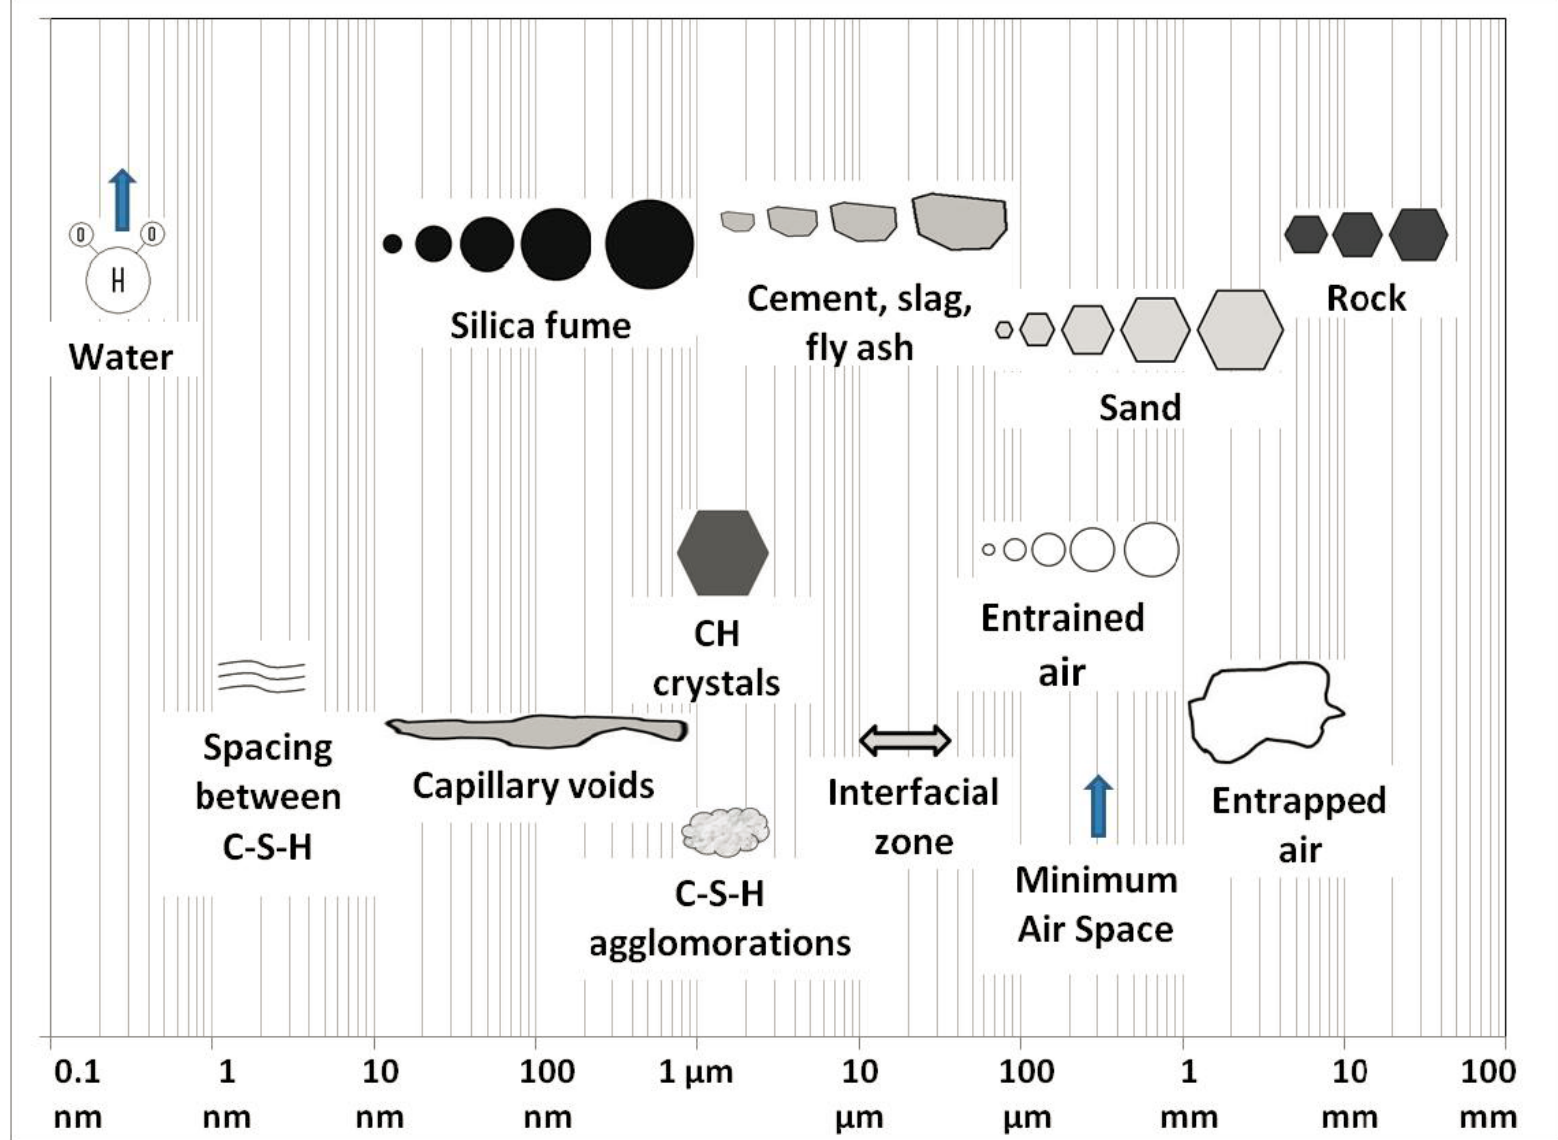 O O
H
Water
Silica fume
Cement, slag,
fly ash
Rock
Sand
CH
crystals
Entrained
air
Spacing
between
C-S-H
Capillary voids
Interfacial
zone
Entrapped
air
C-S-H
agglomorations
Minimum
Air Space
0.1 1 10 100 1 µm 10 100 1 10 100
nm nm nm nm µm µm mm mm mm